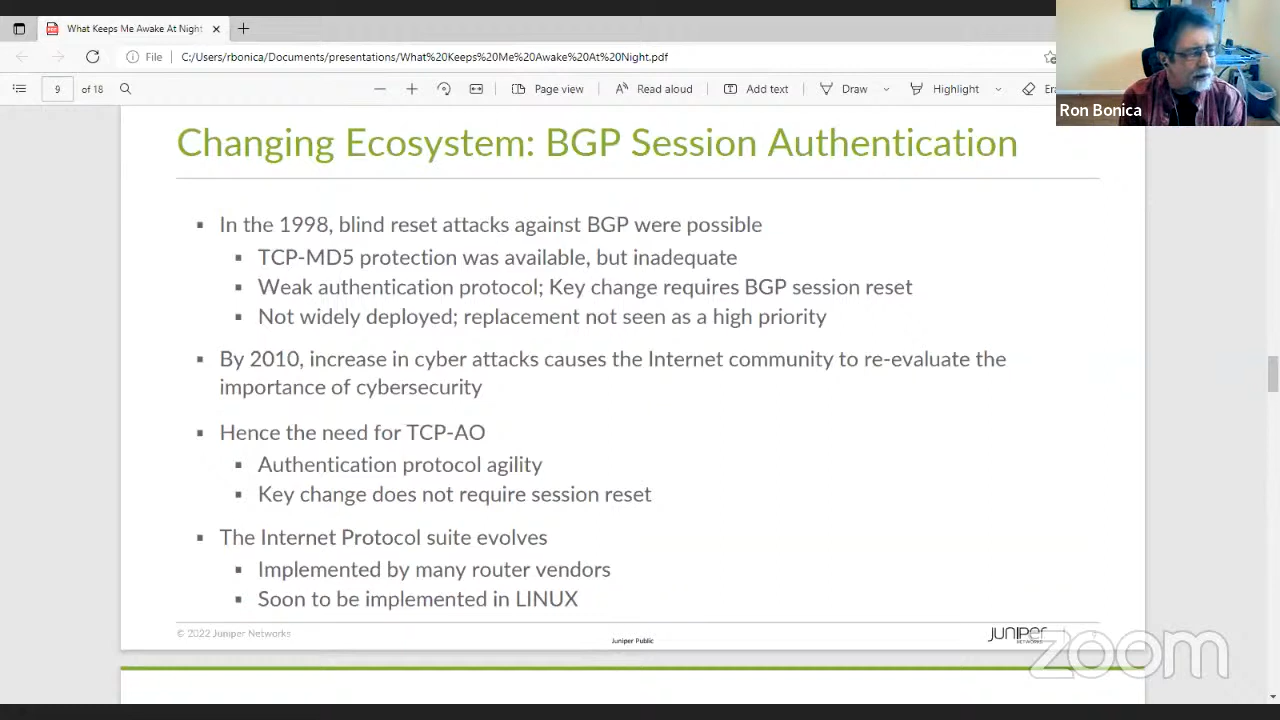 What Keeps Me Awake At Night
File
C:/Users/rbonica/Documents/presentations/What%20Keeps%20Me%20Awake%20At%20Night.pdf
9 of 18
Page view
Read aloud
Add text
Draw
Highlight
Ron Bonica
Changing Ecosystem: BGP Session Authentication
▪ In the 1998, blind reset attacks against BGP were possible
▪ TCP-MD5 protection was available, but inadequate
▪ Weak authentication protocol; Key change requires BGP session reset
▪ Not widely deployed; replacement not seen as a high priority
▪ By 2010, increase in cyber attacks causes the Internet community to re-evaluate the
importance of cybersecurity
▪ Hence the need for TCP-AO
▪ Authentication protocol agility
▪ Key change does not require session reset
▪ The Internet Protocol suite evolves
▪ Implemented by many router vendors
▪ Soon to be implemented in LINUX
© 2022 Juniper Networks
Juniper Public
JUNIPER
NETWORKS
zoom